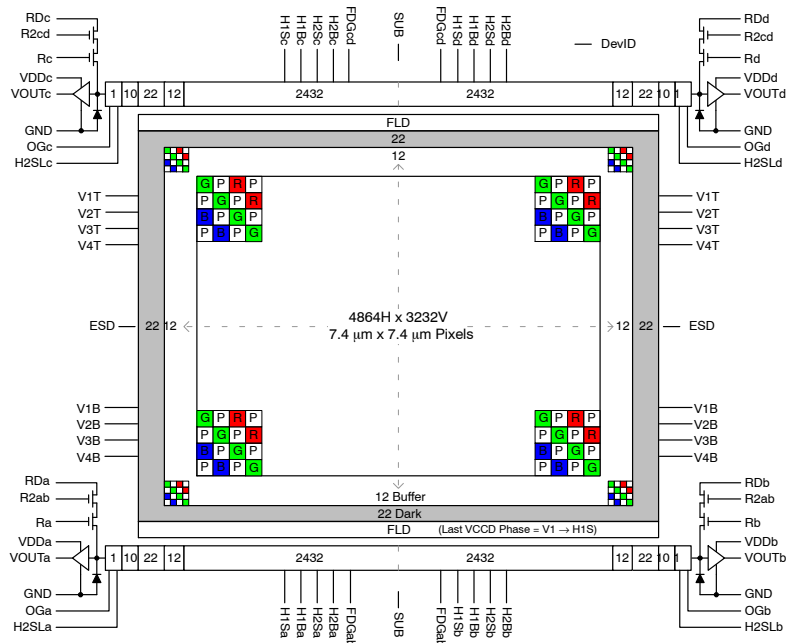 RDc
R2cd
Rc
VDDc
VOUTc
GND
OGc
H2SLc
H1Sc
H1Bc
H2Sc
H2Bc
FDGcd
SUB
FDGcd
H1Sd
H1Bd
H2Sd
H2Bd
DevID
RDd
R2cd
Rd
VDDd
VOUTd
GND
OGd
H2SLd
1 10 22 12 2432 2432 12 22 10 1
FLD
22
12
G P R P
P G P R
B P G P
P B P G
G P R P
P G P R
B P G P
P B P G
V1T
V2T
V3T
V4T
V1T
V2T
V3T
V4T
ESD 22 12
4864H x 3232V
7.4 μm x 7.4 μm Pixels
12 22 ESD
V1B
V2B
V3B
V4B
V1B
V2B
V3B
V4B
G P R P
P G P R
B P G P
P B P G
G P R P
P G P R
B P G P
P B P G
12 Buffer
22 Dark
FLD (Last VCCD Phase = V1 → H1S)
RDa
R2ab
Ra
VDDa
VOUTa
GND
OGa
H2SLa
RDb
R2ab
Rb
VDDb
VOUTb
GND
OGb
H2SLb
1 10 22 12 2432 2432 12 22 10 1
H1Sa
H1Ba
H2Sa
H2Ba
FDGab
SUB
FDGab
H1Sb
H1Bb
H2Sb
H2Bb